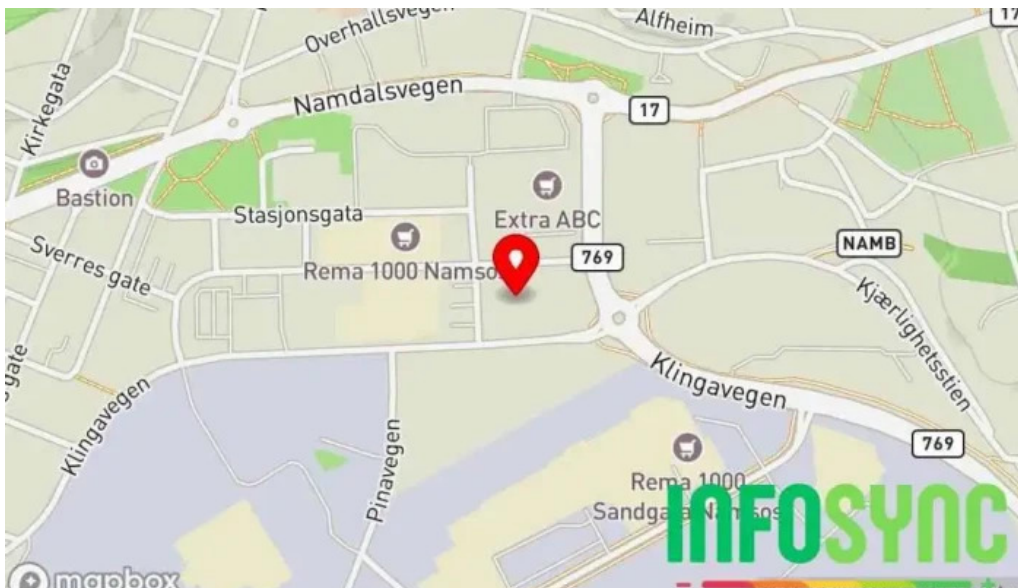 17
Alfheim
Overhallsvegen
Namdalsvegen
17
Kirkegata
Bastion
Stasjonsgata
Extra ABC
NAMB
Sverres gate
Rema 1000 Namso
769
Kjærlighetsstien
gate
Klingavegen
Klingavegen
Pinavegen
769
Rema 1000
Sandgata Namsos
INFOSYNC
mapbox